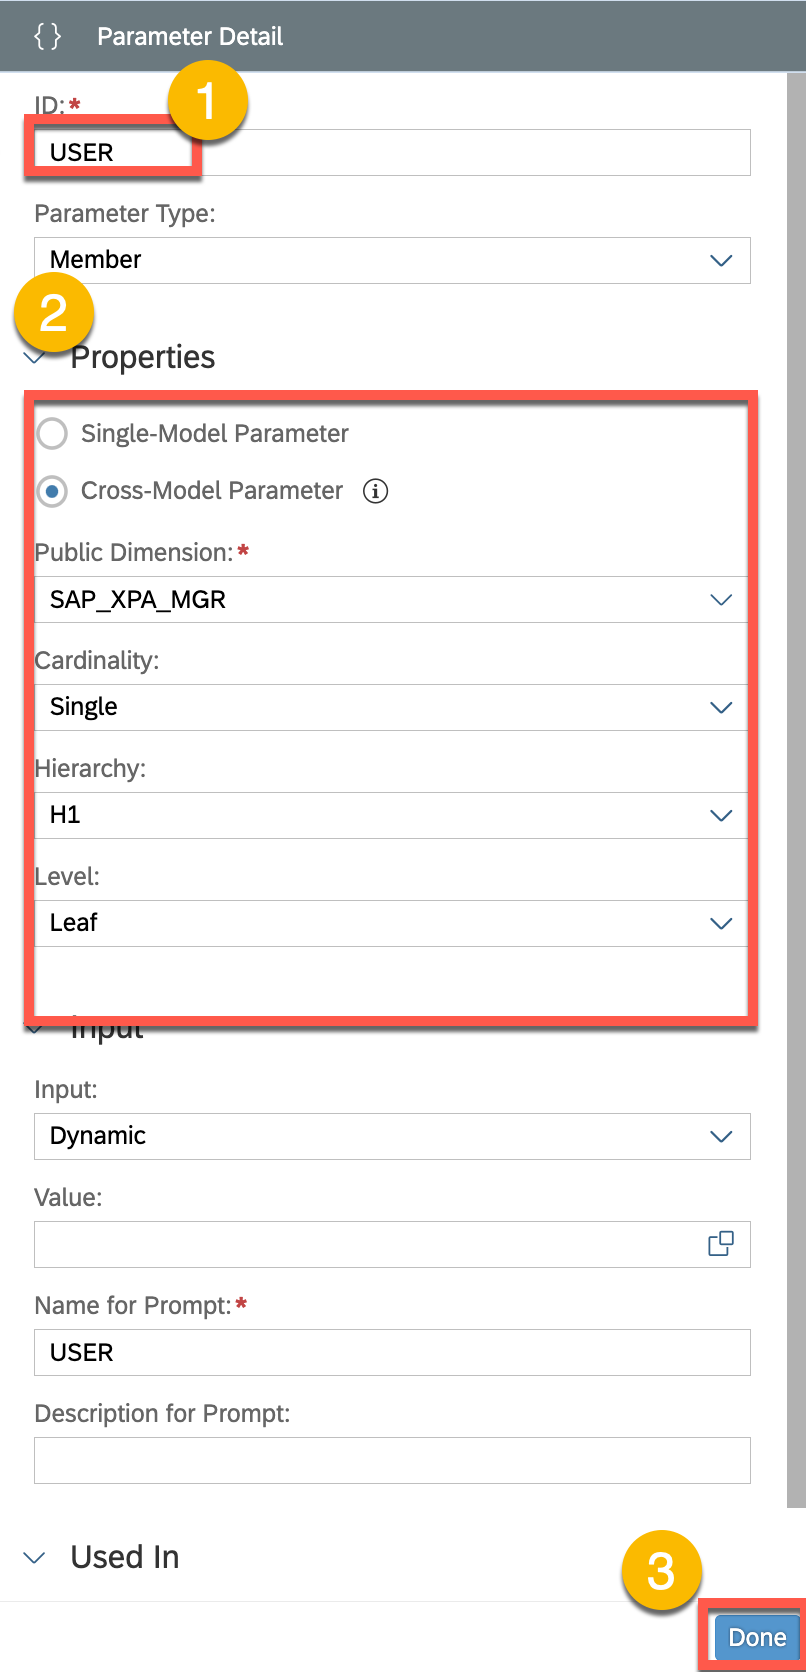 { } Parameter Detail
1
ID:*
USER
Parameter Type:
Member
2
Properties
Single-Model Parameter
Cross-Model Parameter
Public Dimension:*
SAP_XPA_MGR
Cardinality:
Single
Hierarchy:
H1
Level:
Leaf
Input
Input:
Dynamic
Value:
Name for Prompt:*
USER
Description for Prompt:
Used In
3
Done